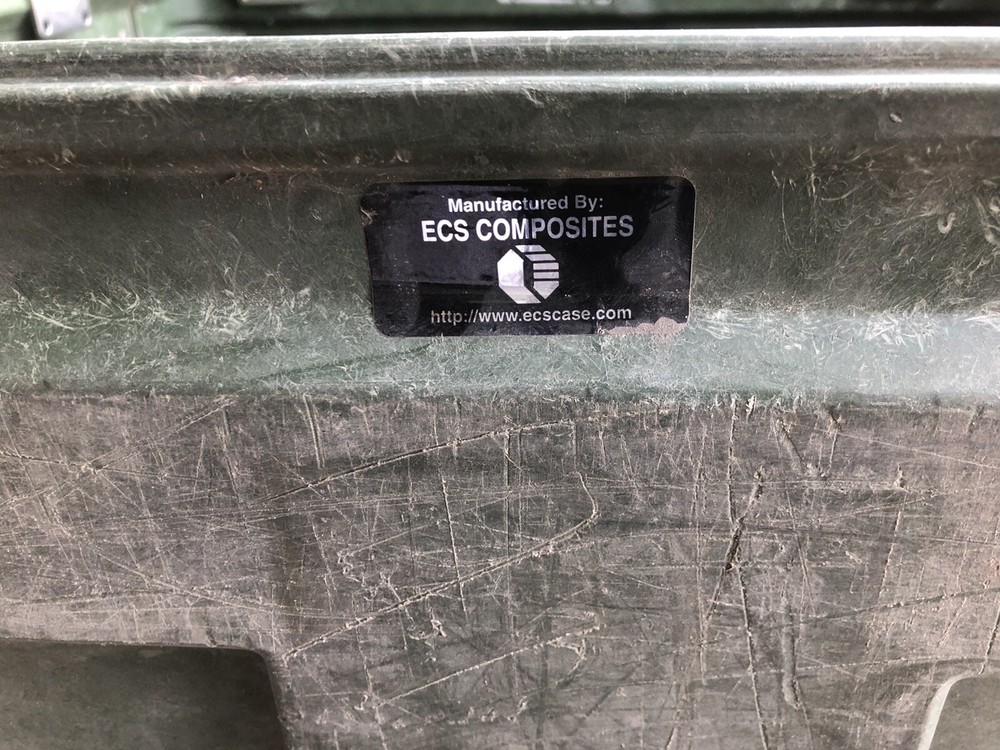 Manufactured By:
ECS COMPOSITES
http://www.ecscase.com